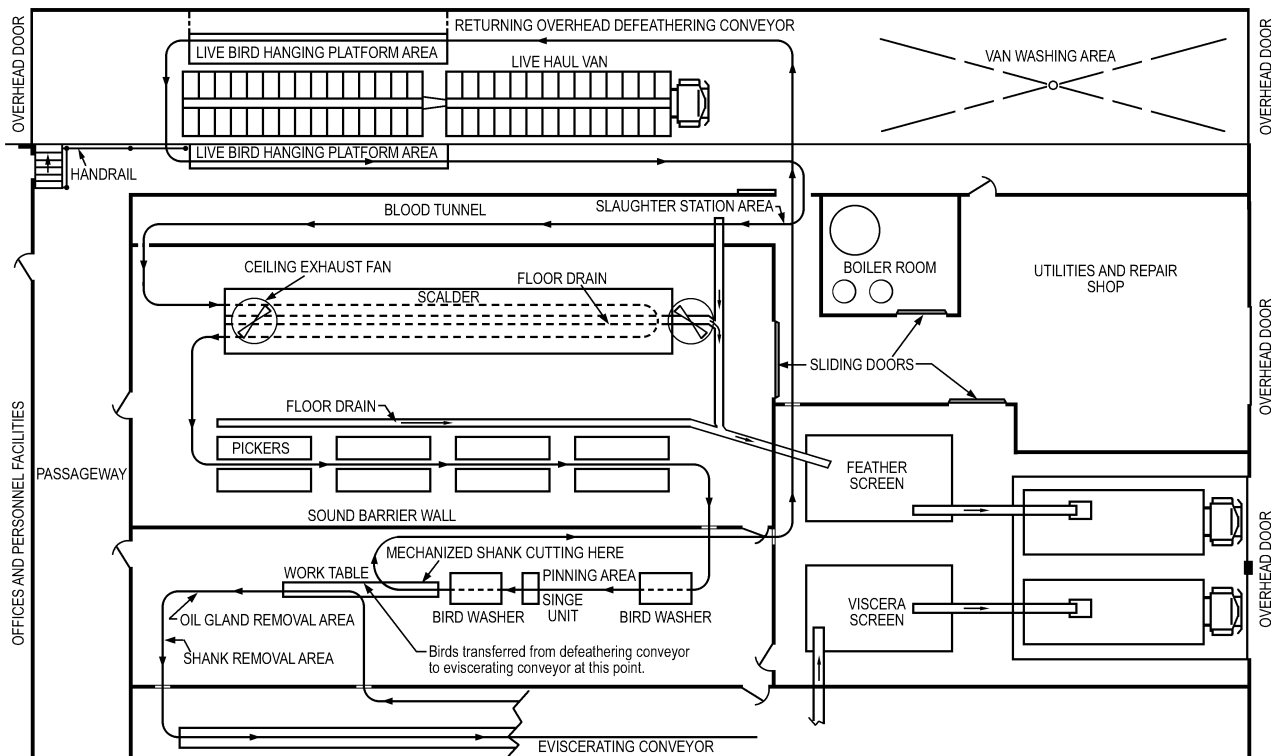 RETURNING OVERHEAD DEFEATHERING CONVEYOR
OVERHEAD DOOR
LIVE BIRD HANGING PLATFORM AREA
LIVE HAUL VAN
VAN WASHING AREA
OVERHEAD DOOR
LIVE BIRD HANGING PLATFORM AREA
HANDRAIL
BLOOD TUNNEL
SLAUGHTER STATION AREA
CEILING EXHAUST FAN
FLOOR DRAIN
SCALDER
BOILER ROOM
UTILITIES AND REPAIR
SHOP
OVERHEAD DOOR
SLIDING DOORS
FLOOR DRAIN
PICKERS
OFFICES AND PERSONNEL FACILITIES
PASSAGEWAY
FEATHER
SCREEN
SOUND BARRIER WALL
MECHANIZED SHANK CUTTING HERE
WORK TABLE
PINNING AREA
SINGE
UNIT
BIRD WASHER
BIRD WASHER
OVERHEAD DOOR
VISCERA
SCREEN
OIL GLAND REMOVAL AREA
SHANK REMOVAL AREA
Birds transferred from defeathering conveyor
to eviscerating conveyor at this point.
EVISCERATING CONVEYOR